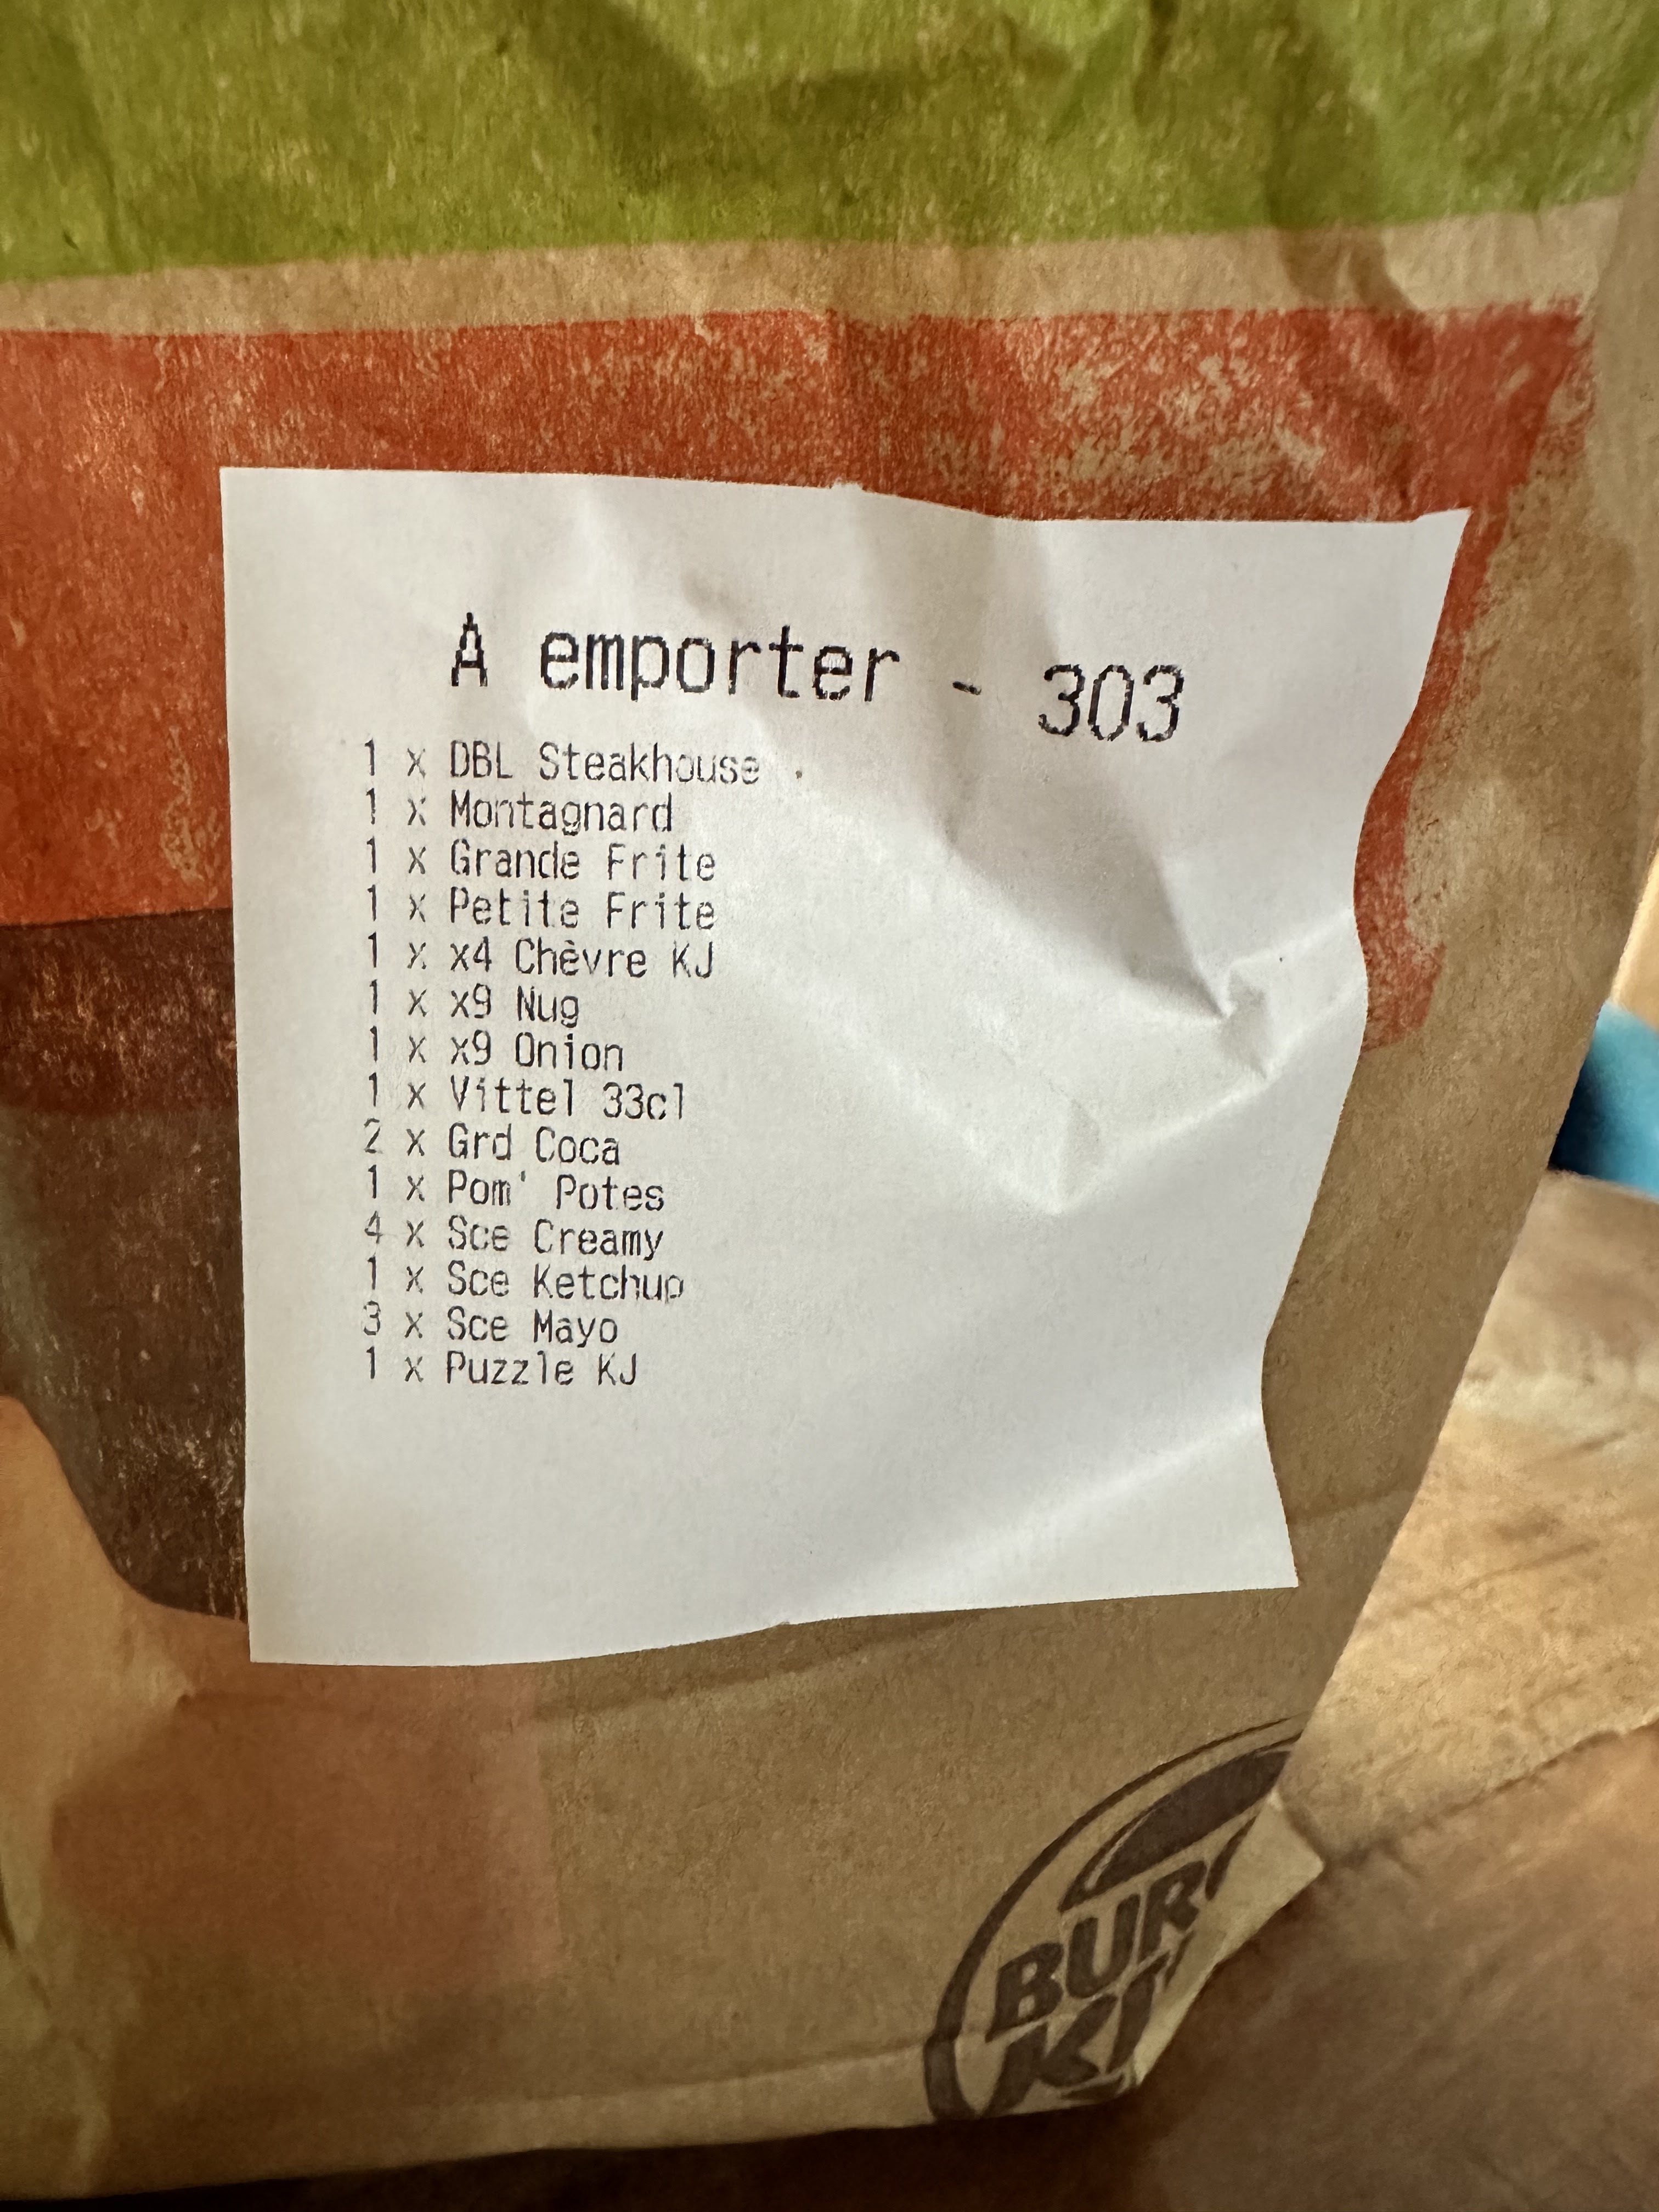 A emporter - 303
1 x DBL Steakhouse
1 x Montagnard
1 x Grande Frite
1 x Petite Frite
1 x x4 Chèvre KJ
1 x x9 Nug
1 x x9 Onion
1 x Vittel 33cl
2 x Grd Coca
1 x Pom' Potes
4 x Sce Creamy
1 x Sce Ketchup
3 x Sce Mayo
1 x Puzzle KJ